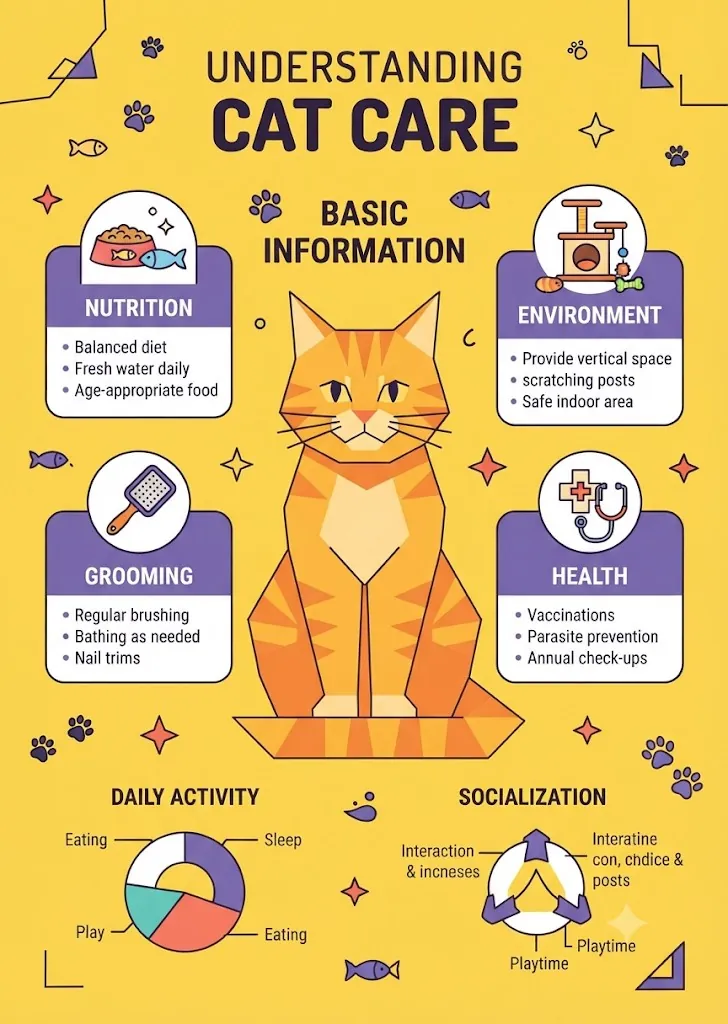 UNDERSTANDING
CAT CARE
BASIC
INFORMATION
NUTRITION
• Balanced diet
• Fresh water daily
• Age-appropriate food
ENVIRONMENT
• Provide vertical space
• scratching posts
• Safe indoor area
GROOMING
• Regular brushing
• Bathing as needed
• Nail trims
HEALTH
• Vaccinations
• Parasite prevention
• Annual check-ups
DAILY ACTIVITY
Eating
Sleep
Play
Eating
SOCIALIZATION
Interaction
& incneses
Interatine
con, chdice &
posts
Playtime
Playtime